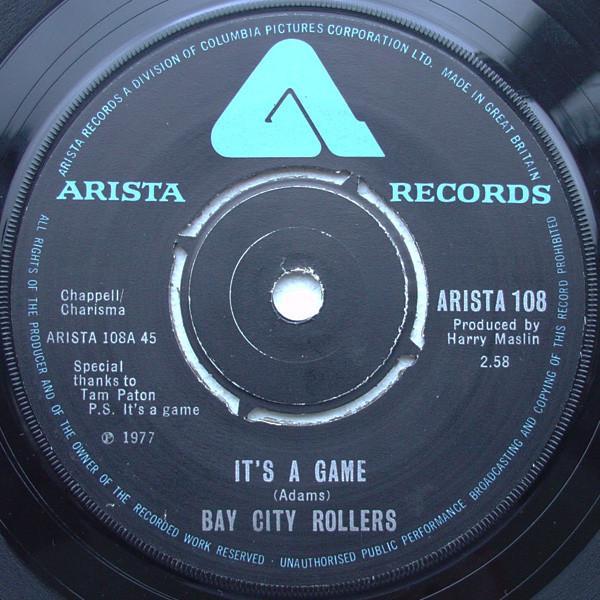 ARISTA RECORDS A DIVISION OF COLUMBIA PICTURES CORPORATION LTD. MADE IN GREAT BRITAIN
ARISTA RECORDS
Chappell/
Charisma
ARISTA 108A 45
Special
thanks to
Tam Paton
P.S. It's a game
℗ 1977
ARISTA 108
Produced by
Harry Maslin
2.58
IT'S A GAME
(Adams)
BAY CITY ROLLERS
ALL RIGHTS OF THE PRODUCER AND OF THE OWNER OF THE RECORDED WORK RESERVED · UNAUTHORISED PUBLIC PERFORMANCE BROADCASTING AND COPYING OF THIS RECORD PROHIBITED